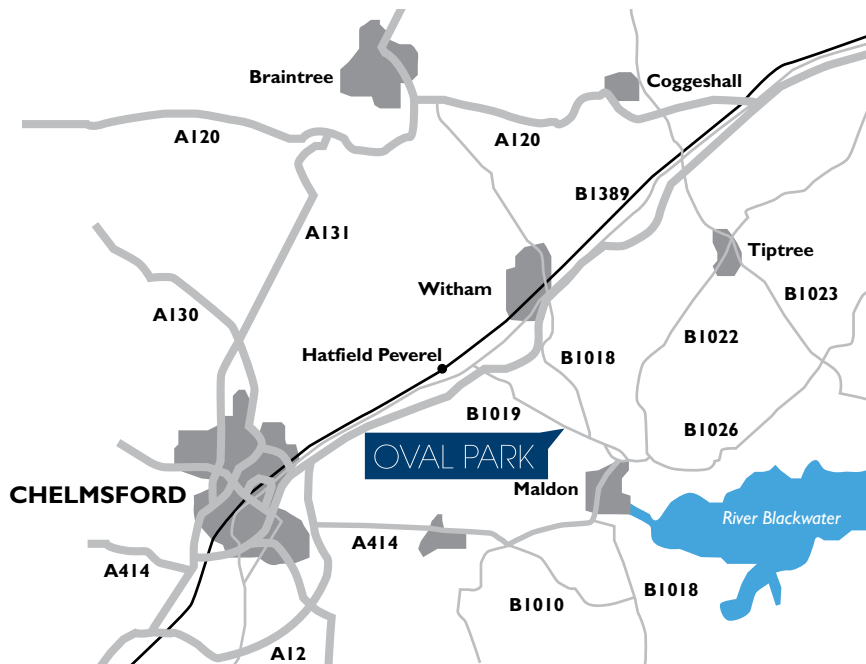 Braintree
Coggeshall
A120
A120
B1389
A131
Tiptree
Witham
B1023
A130
B1022
Hatfield Peverel
B1018
B1019
B1026
OVAL PARK
CHELMSFORD
Maldon
River Blackwater
A414
A414
B1010
B1018
A12